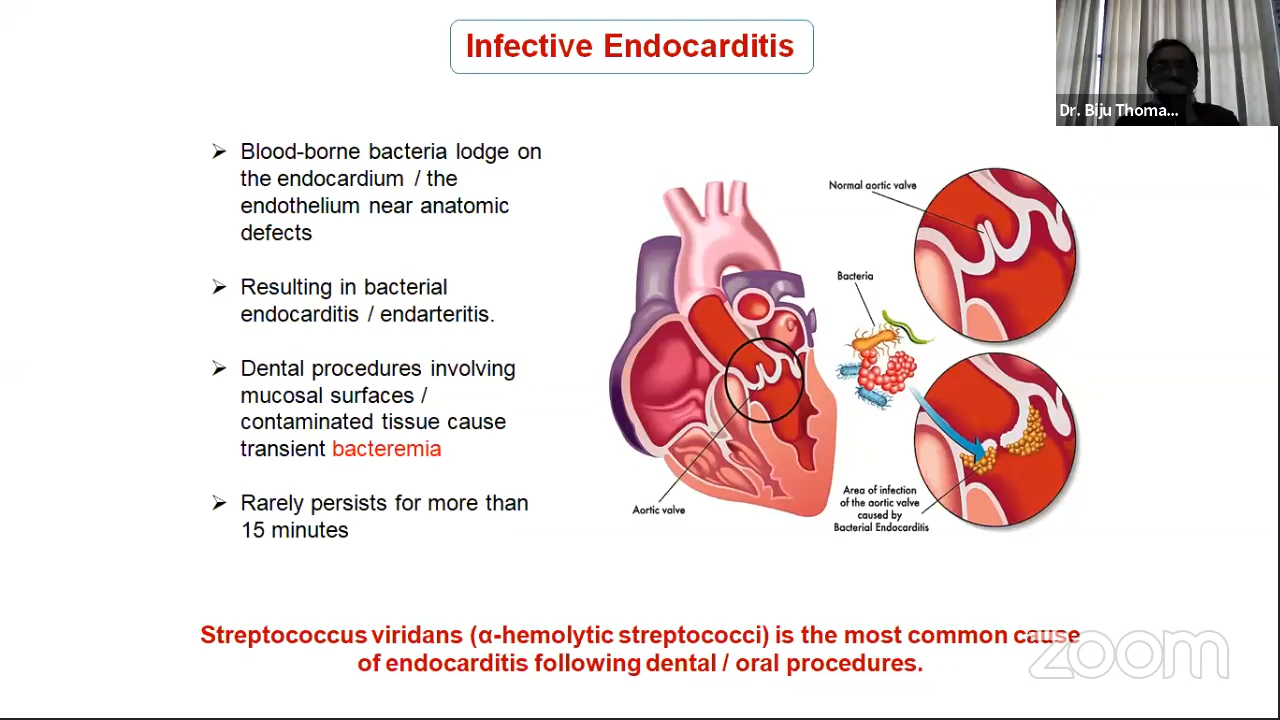 Infective Endocarditis
Dr. Biju Thoma...
Blood-borne bacteria lodge on
the endocardium / the
endothelium near anatomic
defects
Resulting in bacterial
endocarditis / endarteritis.
Dental procedures involving
mucosal surfaces /
contaminated tissue cause
transient bacteremia
Rarely persists for more than
15 minutes
Normal aortic valve
Bacteria
Aortic valve
Area of infection
of the aortic valve
caused by
Bacterial Endocarditis
Streptococcus viridans (α-hemolytic streptococci) is the most common cause
of endocarditis following dental / oral procedures.
zoom